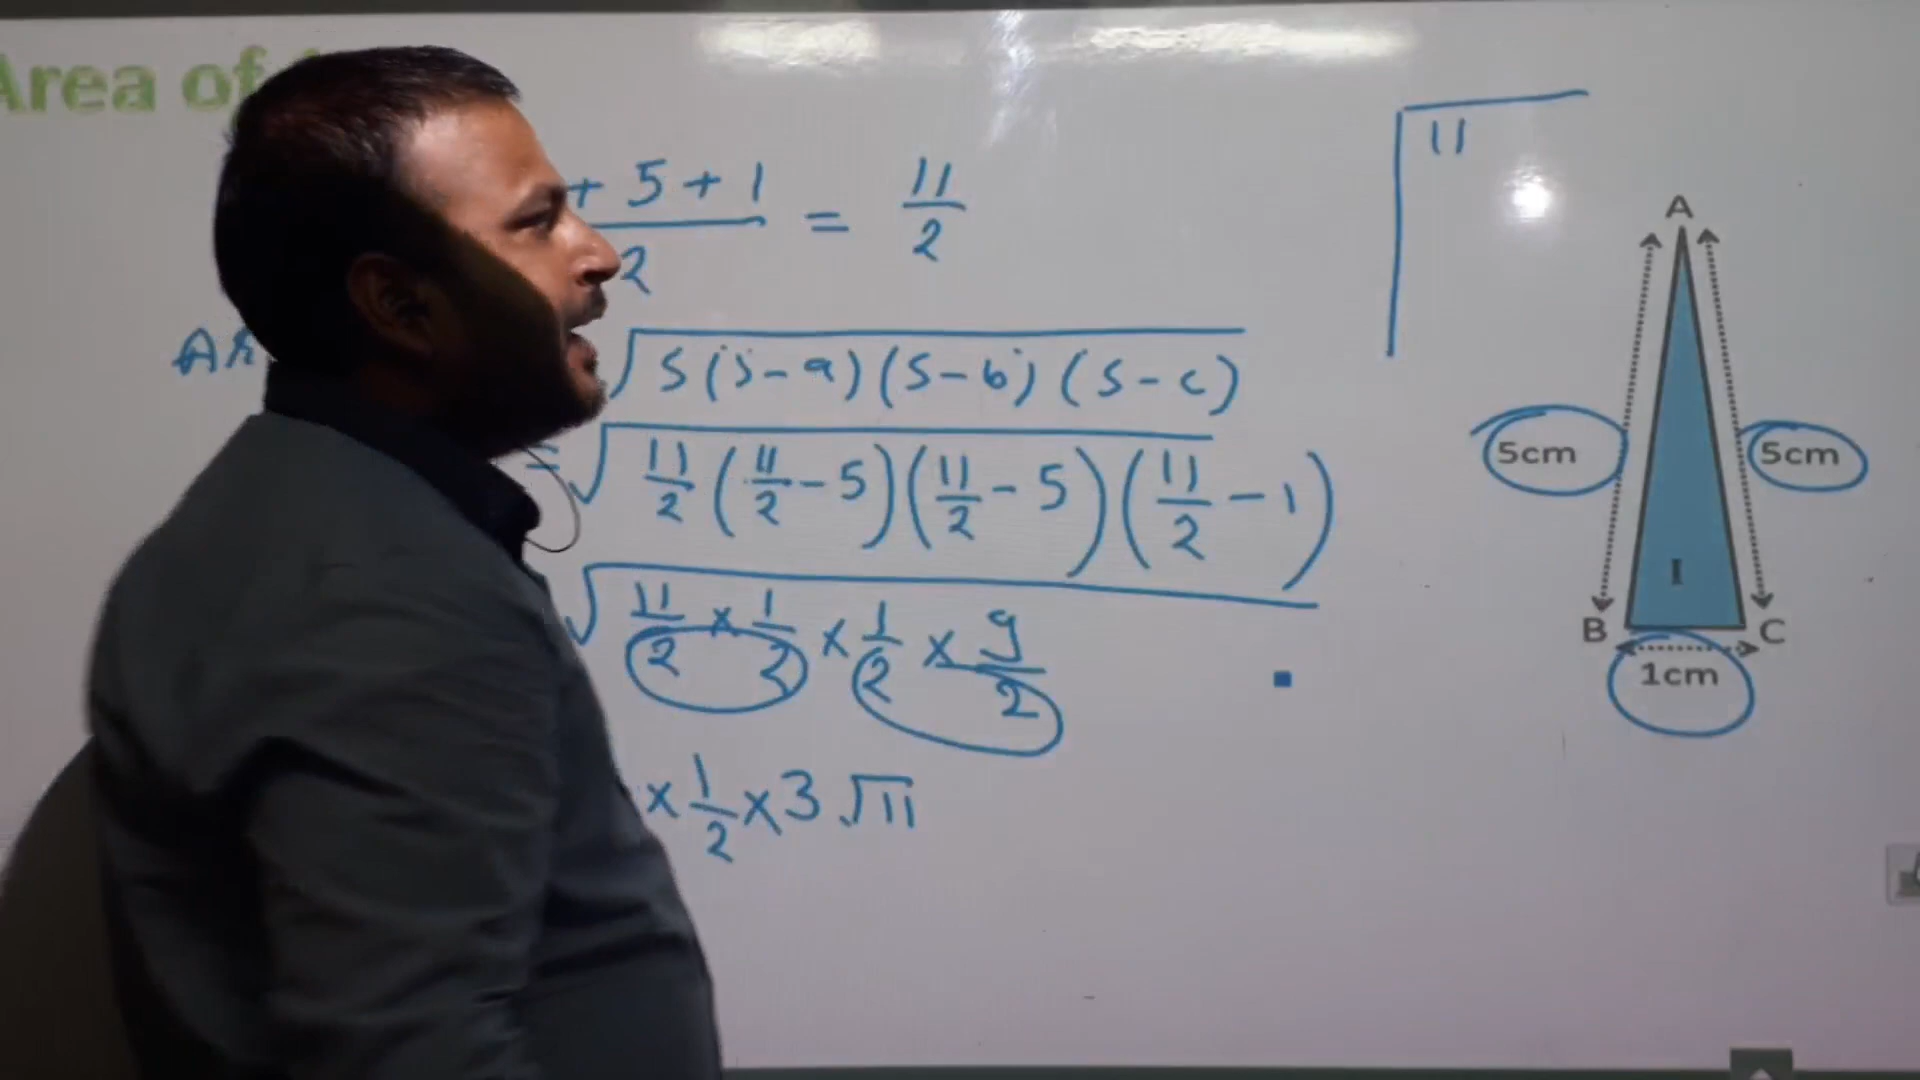 Area of
+ 5 + 1 / 2 = 11/2
Ar
√ S(S-a)(S-b)(S-c)
= √ 11/2 (11/2 - 5)(11/2 - 5)(11/2 - 1)
√ 11/2 × 1/2 × 1/2 × 9/2
× 1/2 × 3 √11
11
A
5cm
5cm
I
B
C
1cm